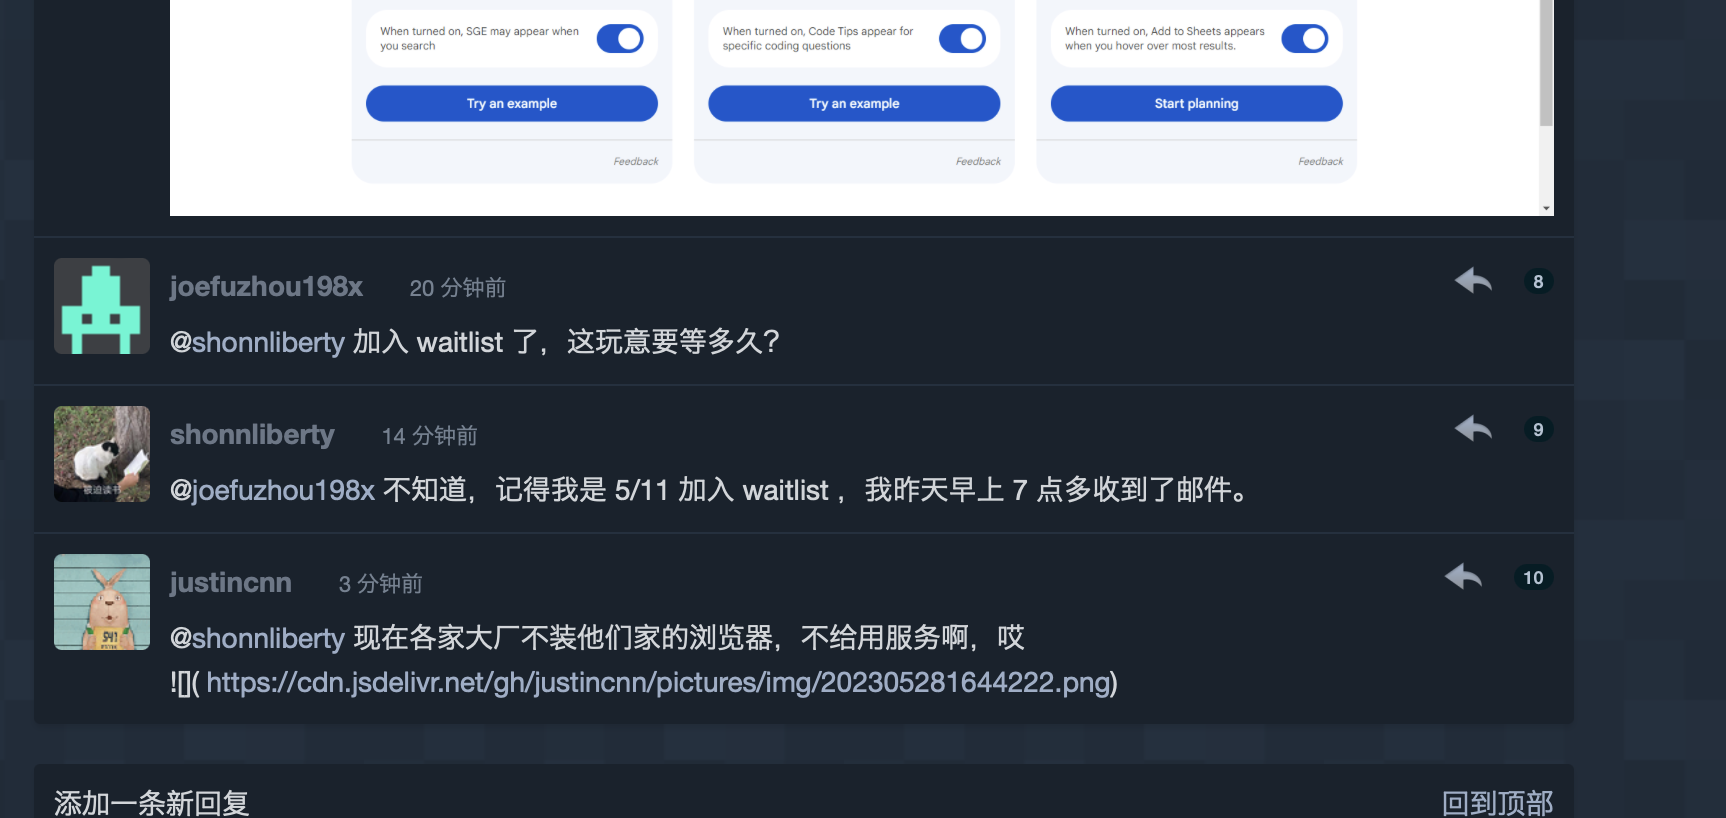 When turned on, SGE may appear when
you search
When turned on, Code Tips appear for
specific coding questions
When turned on, Add to Sheets appears
when you hover over most results.
Try an example
Try an example
Start planning
Feedback
Feedback
Feedback
joefuzhou198x 20 分钟前 8
@shonnliberty 加入 waitlist 了，这玩意要等多久？
shonnliberty 14 分钟前 9
@joefuzhou198x 不知道，记得我是 5/11 加入 waitlist ，我昨天早上 7 点多收到了邮件。
被迫读书
justincnn 3 分钟前 10
@shonnliberty 现在各家大厂不装他们家的浏览器，不给用服务啊，哎
![]( https://cdn.jsdelivr.net/gh/justincnn/pictures/img/202305281644222.png)
541
添加一条新回复 回到顶部